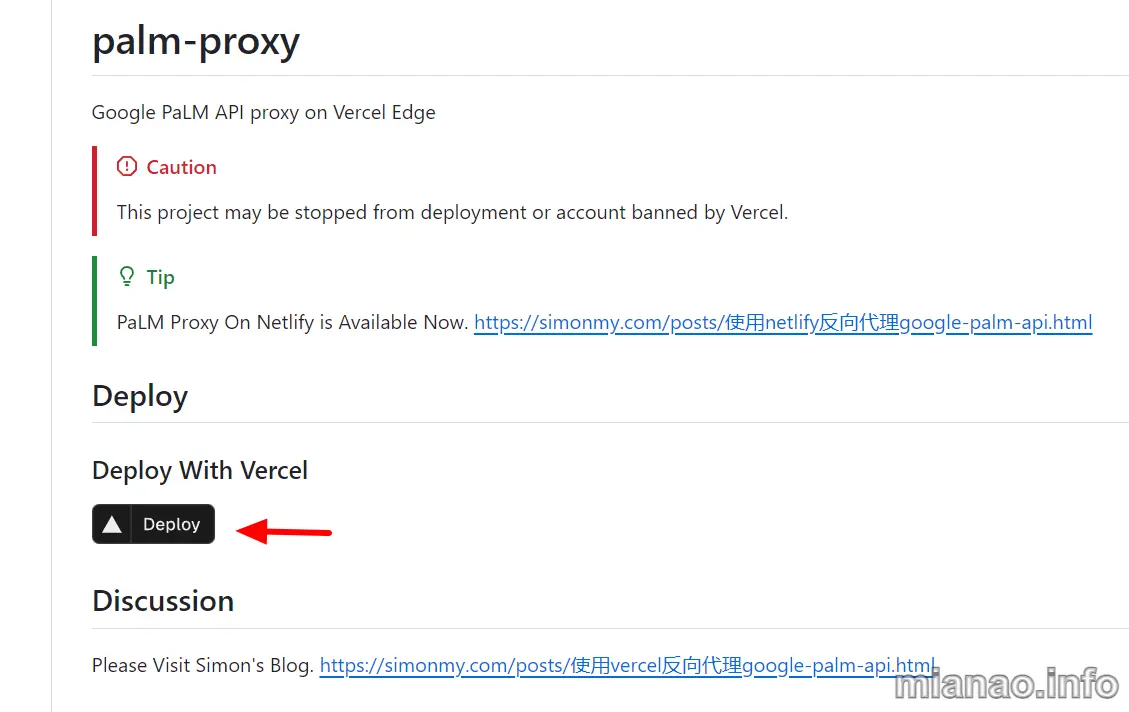 palm-proxy
Google PaLM API proxy on Vercel Edge
Caution
This project may be stopped from deployment or account banned by Vercel.
Tip
PaLM Proxy On Netlify is Available Now. https://simonmy.com/posts/使用netlify反向代理google-palm-api.html
Deploy
Deploy With Vercel
Deploy
Discussion
Please Visit Simon's Blog. https://simonmy.com/posts/使用vercel反向代理google-palm-api.html
mianao.info